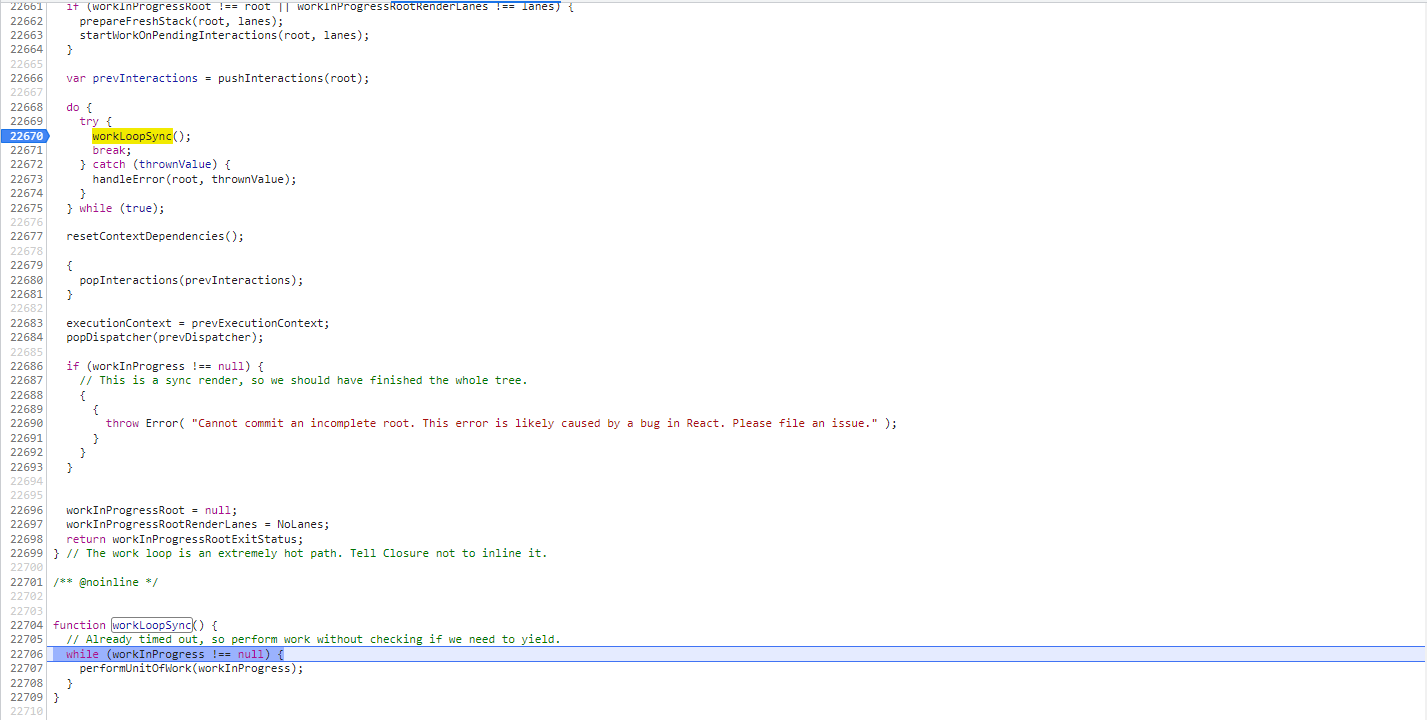 22661 if (workInProgressRoot !== root || workInProgressRootRenderLanes !== lanes) {
22662 prepareFreshStack(root, lanes);
22663 startWorkOnPendingInteractions(root, lanes);
22664 }
22665
22666 var prevInteractions = pushInteractions(root);
22667
22668 do {
22669 try {
22670 workLoopSync();
22671 break;
22672 } catch (thrownValue) {
22673 handleError(root, thrownValue);
22674 }
22675 } while (true);
22676
22677 resetContextDependencies();
22678
22679 {
22680 popInteractions(prevInteractions);
22681 }
22682
22683 executionContext = prevExecutionContext;
22684 popDispatcher(prevDispatcher);
22685
22686 if (workInProgress !== null) {
22687 // This is a sync render, so we should have finished the whole tree.
22688 {
22689 {
22690 throw Error( "Cannot commit an incomplete root. This error is likely caused by a bug in React. Please file an issue." );
22691 }
22692 }
22693 }
22694
22695
22696 workInProgressRoot = null;
22697 workInProgressRootRenderLanes = NoLanes;
22698 return workInProgressRootExitStatus;
22699 } // The work loop is an extremely hot path. Tell Closure not to inline it.
22700
22701 /** @noinline */
22702
22703
22704 function workLoopSync() {
22705 // Already timed out, so perform work without checking if we need to yield.
22706 while (workInProgress !== null) {
22707 performUnitOfWork(workInProgress);
22708 }
22709 }
22710